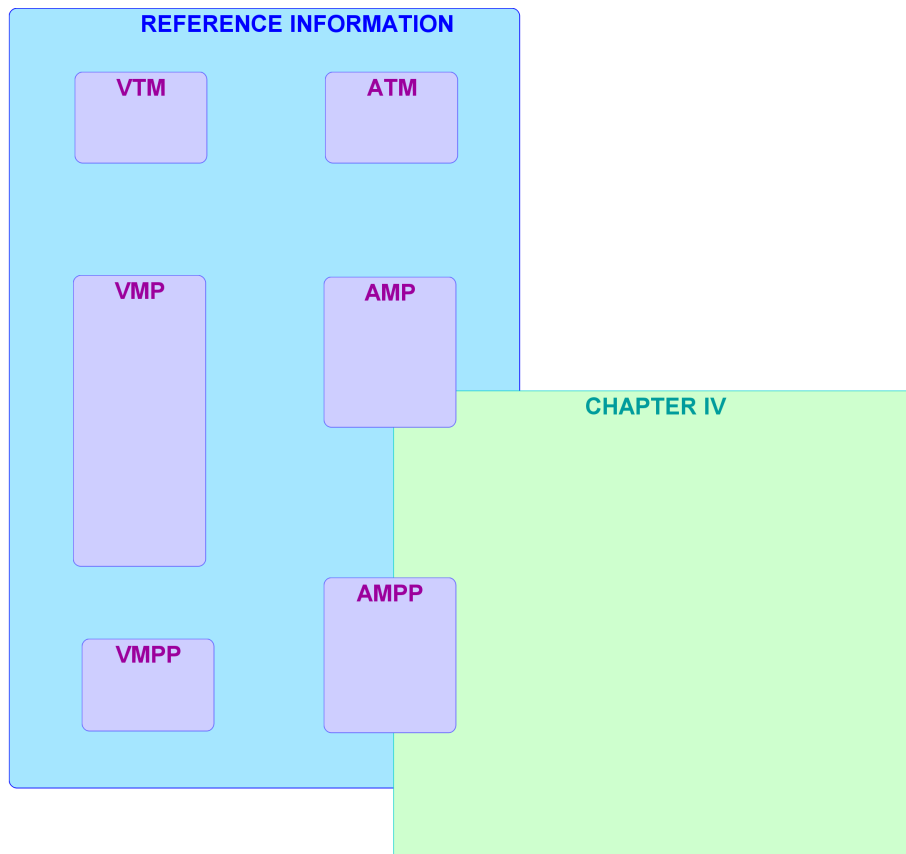 REFERENCE INFORMATION
VTM
ATM
VMP
AMP
CHAPTER IV
AMPP
VMPP